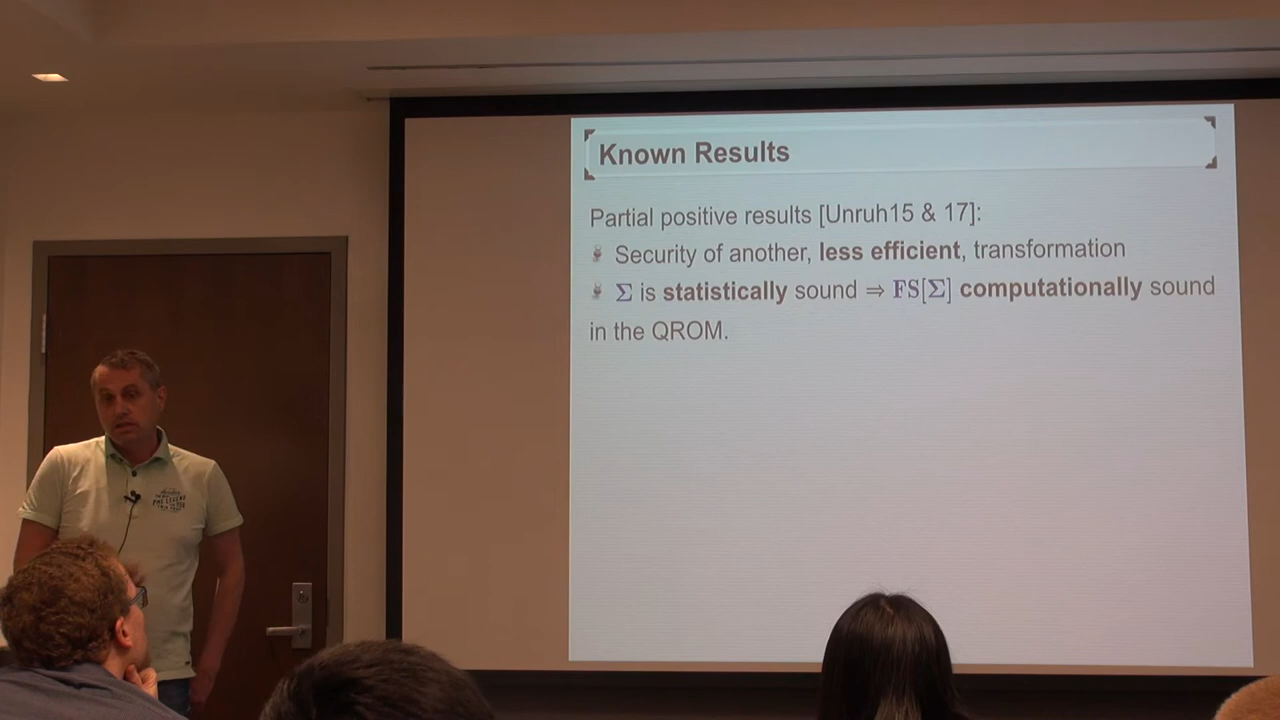 Known Results
Partial positive results [Unruh15 & 17]:
Security of another, less efficient, transformation
Σ is statistically sound ⇒ FS[Σ] computationally sound
in the QROM.